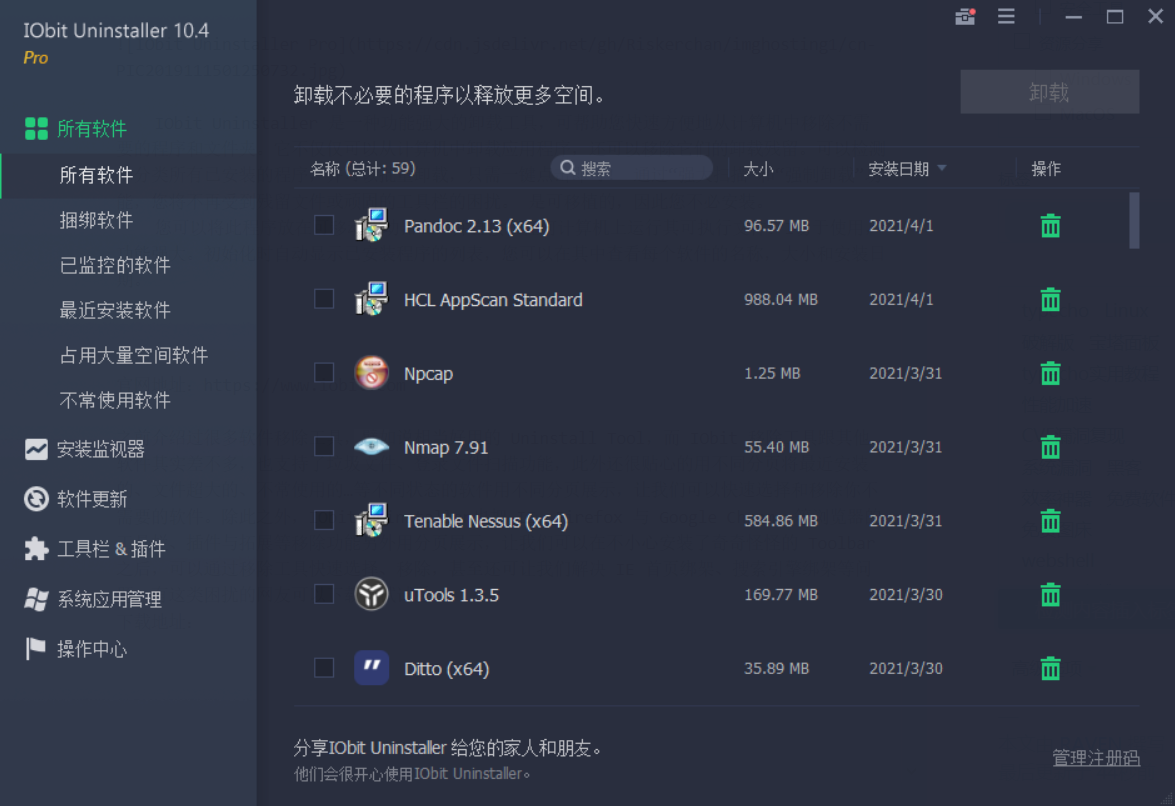 IObit Uninstaller 10.4
Pro
所有软件
所有软件
捆绑软件
已监控的软件
最近安装软件
占用大量空间软件
不常使用软件
安装监视器
软件更新
工具栏 & 插件
系统应用管理
操作中心
卸载不必要的程序以释放更多空间。
卸载
名称 (总计: 59) 搜索 大小 安装日期 操作
Pandoc 2.13 (x64) 96.57 MB 2021/4/1
HCL AppScan Standard 988.04 MB 2021/4/1
Npcap 1.25 MB 2021/3/31
Nmap 7.91 55.40 MB 2021/3/31
Tenable Nessus (x64) 584.86 MB 2021/3/31
uTools 1.3.5 169.77 MB 2021/3/30
Ditto (x64) 35.89 MB 2021/3/30
分享IObit Uninstaller 给您的家人和朋友。
他们会很开心使用IObit Uninstaller。
管理注册码